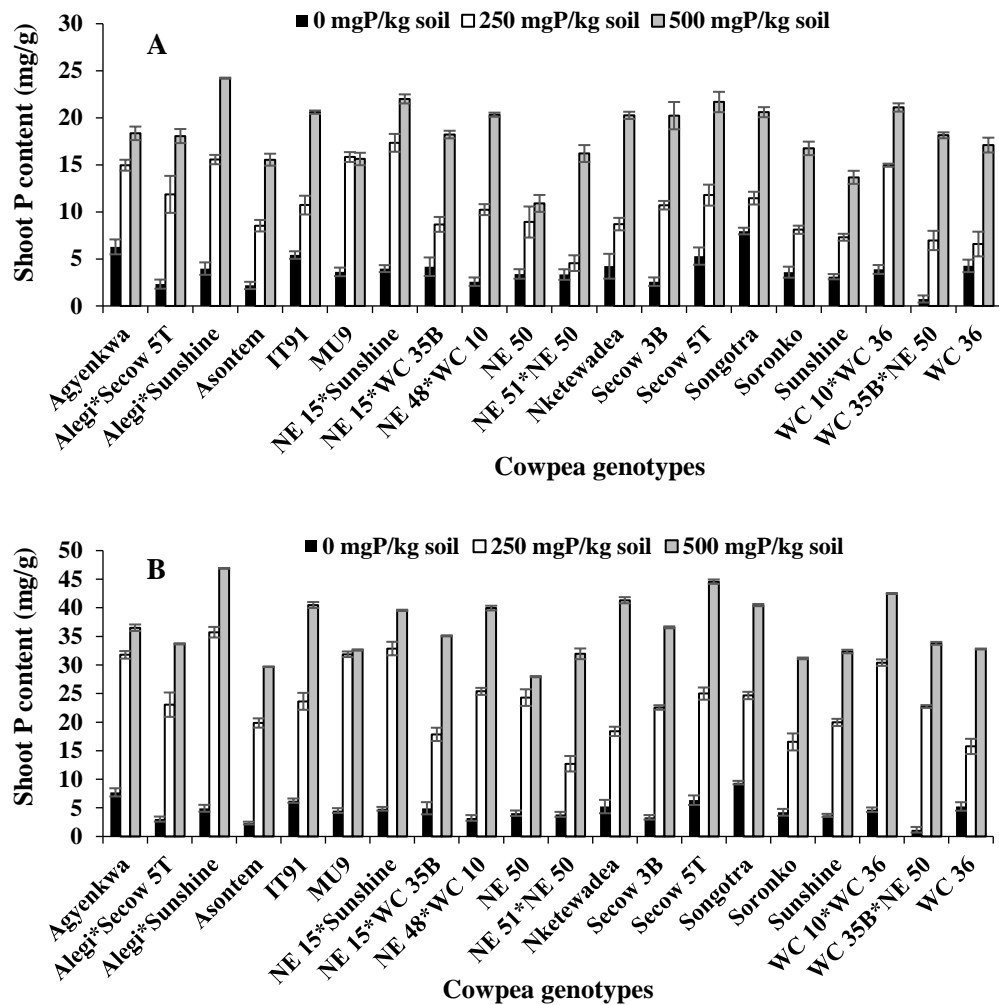 0 mgP/kg soil 250 mgP/kg soil 500 mgP/kg soil
A
Shoot P content (mg/g)
30
25
20
15
10
5
0
Agyenkwa
Alegi*Secow 5T
Alegi*Sunshine
Asontem
IT91
MU9
NE 15*Sunshine
NE 15*WC 35B
NE 48*WC 10
NE 50
NE 51*NE 50
Nketewadea
Secow 3B
Secow 5T
Songotra
Soronko
Sunshine
WC 10*WC 36
WC 35B*NE 50
WC 36
Cowpea genotypes
0 mgP/kg soil 250 mgP/kg soil 500 mgP/kg soil
B
Shoot P content (mg/g)
50
45
40
35
30
25
20
15
10
5
0
Agyenkwa
Alegi*Secow 5T
Alegi*Sunshine
Asontem
IT91
MU9
NE 15*Sunshine
NE 15*WC 35B
NE 48*WC 10
NE 50
NE 51*NE 50
Nketewadea
Secow 3B
Secow 5T
Songotra
Soronko
Sunshine
WC 10*WC 36
WC 35B*NE 50
WC 36
Cowpea genotypes